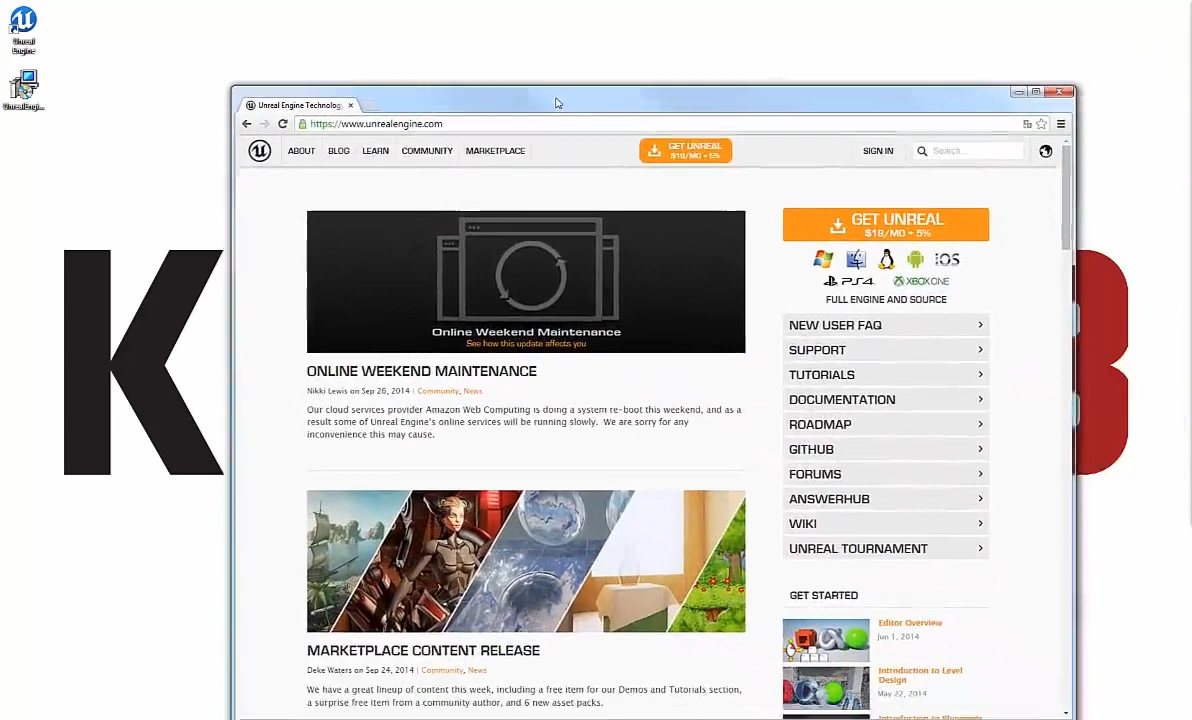 Unreal
Engine
UnrealEngi...
K
B
Unreal Engine Technolog
https://www.unrealengine.com
ABOUT BLOG LEARN COMMUNITY MARKETPLACE
GET UNREAL
$19/MO + 5%
SIGN IN
Search...
Online Weekend Maintenance
See how this update affects you
ONLINE WEEKEND MAINTENANCE
Nikki Lewis on Sep 26, 2014 | Community, News
Our cloud services provider Amazon Web Computing is doing a system re-boot this weekend, and as a
result some of Unreal Engine's online services will be running slowly. We are sorry for any
inconvenience this may cause.
MARKETPLACE CONTENT RELEASE
Deke Waters on Sep 24, 2014 | Community, News
We have a great lineup of content this week, including a free item for our Demos and Tutorials section,
a surprise free item from a community author, and 6 new asset packs.
GET UNREAL
$19/MO + 5%
iOS
PS4 XBOX ONE
FULL ENGINE AND SOURCE
NEW USER FAQ
SUPPORT
TUTORIALS
DOCUMENTATION
ROADMAP
GITHUB
FORUMS
ANSWERHUB
WIKI
UNREAL TOURNAMENT
GET STARTED
Editor Overview
Jun 1, 2014
Introduction to Level
Design
May 22, 2014